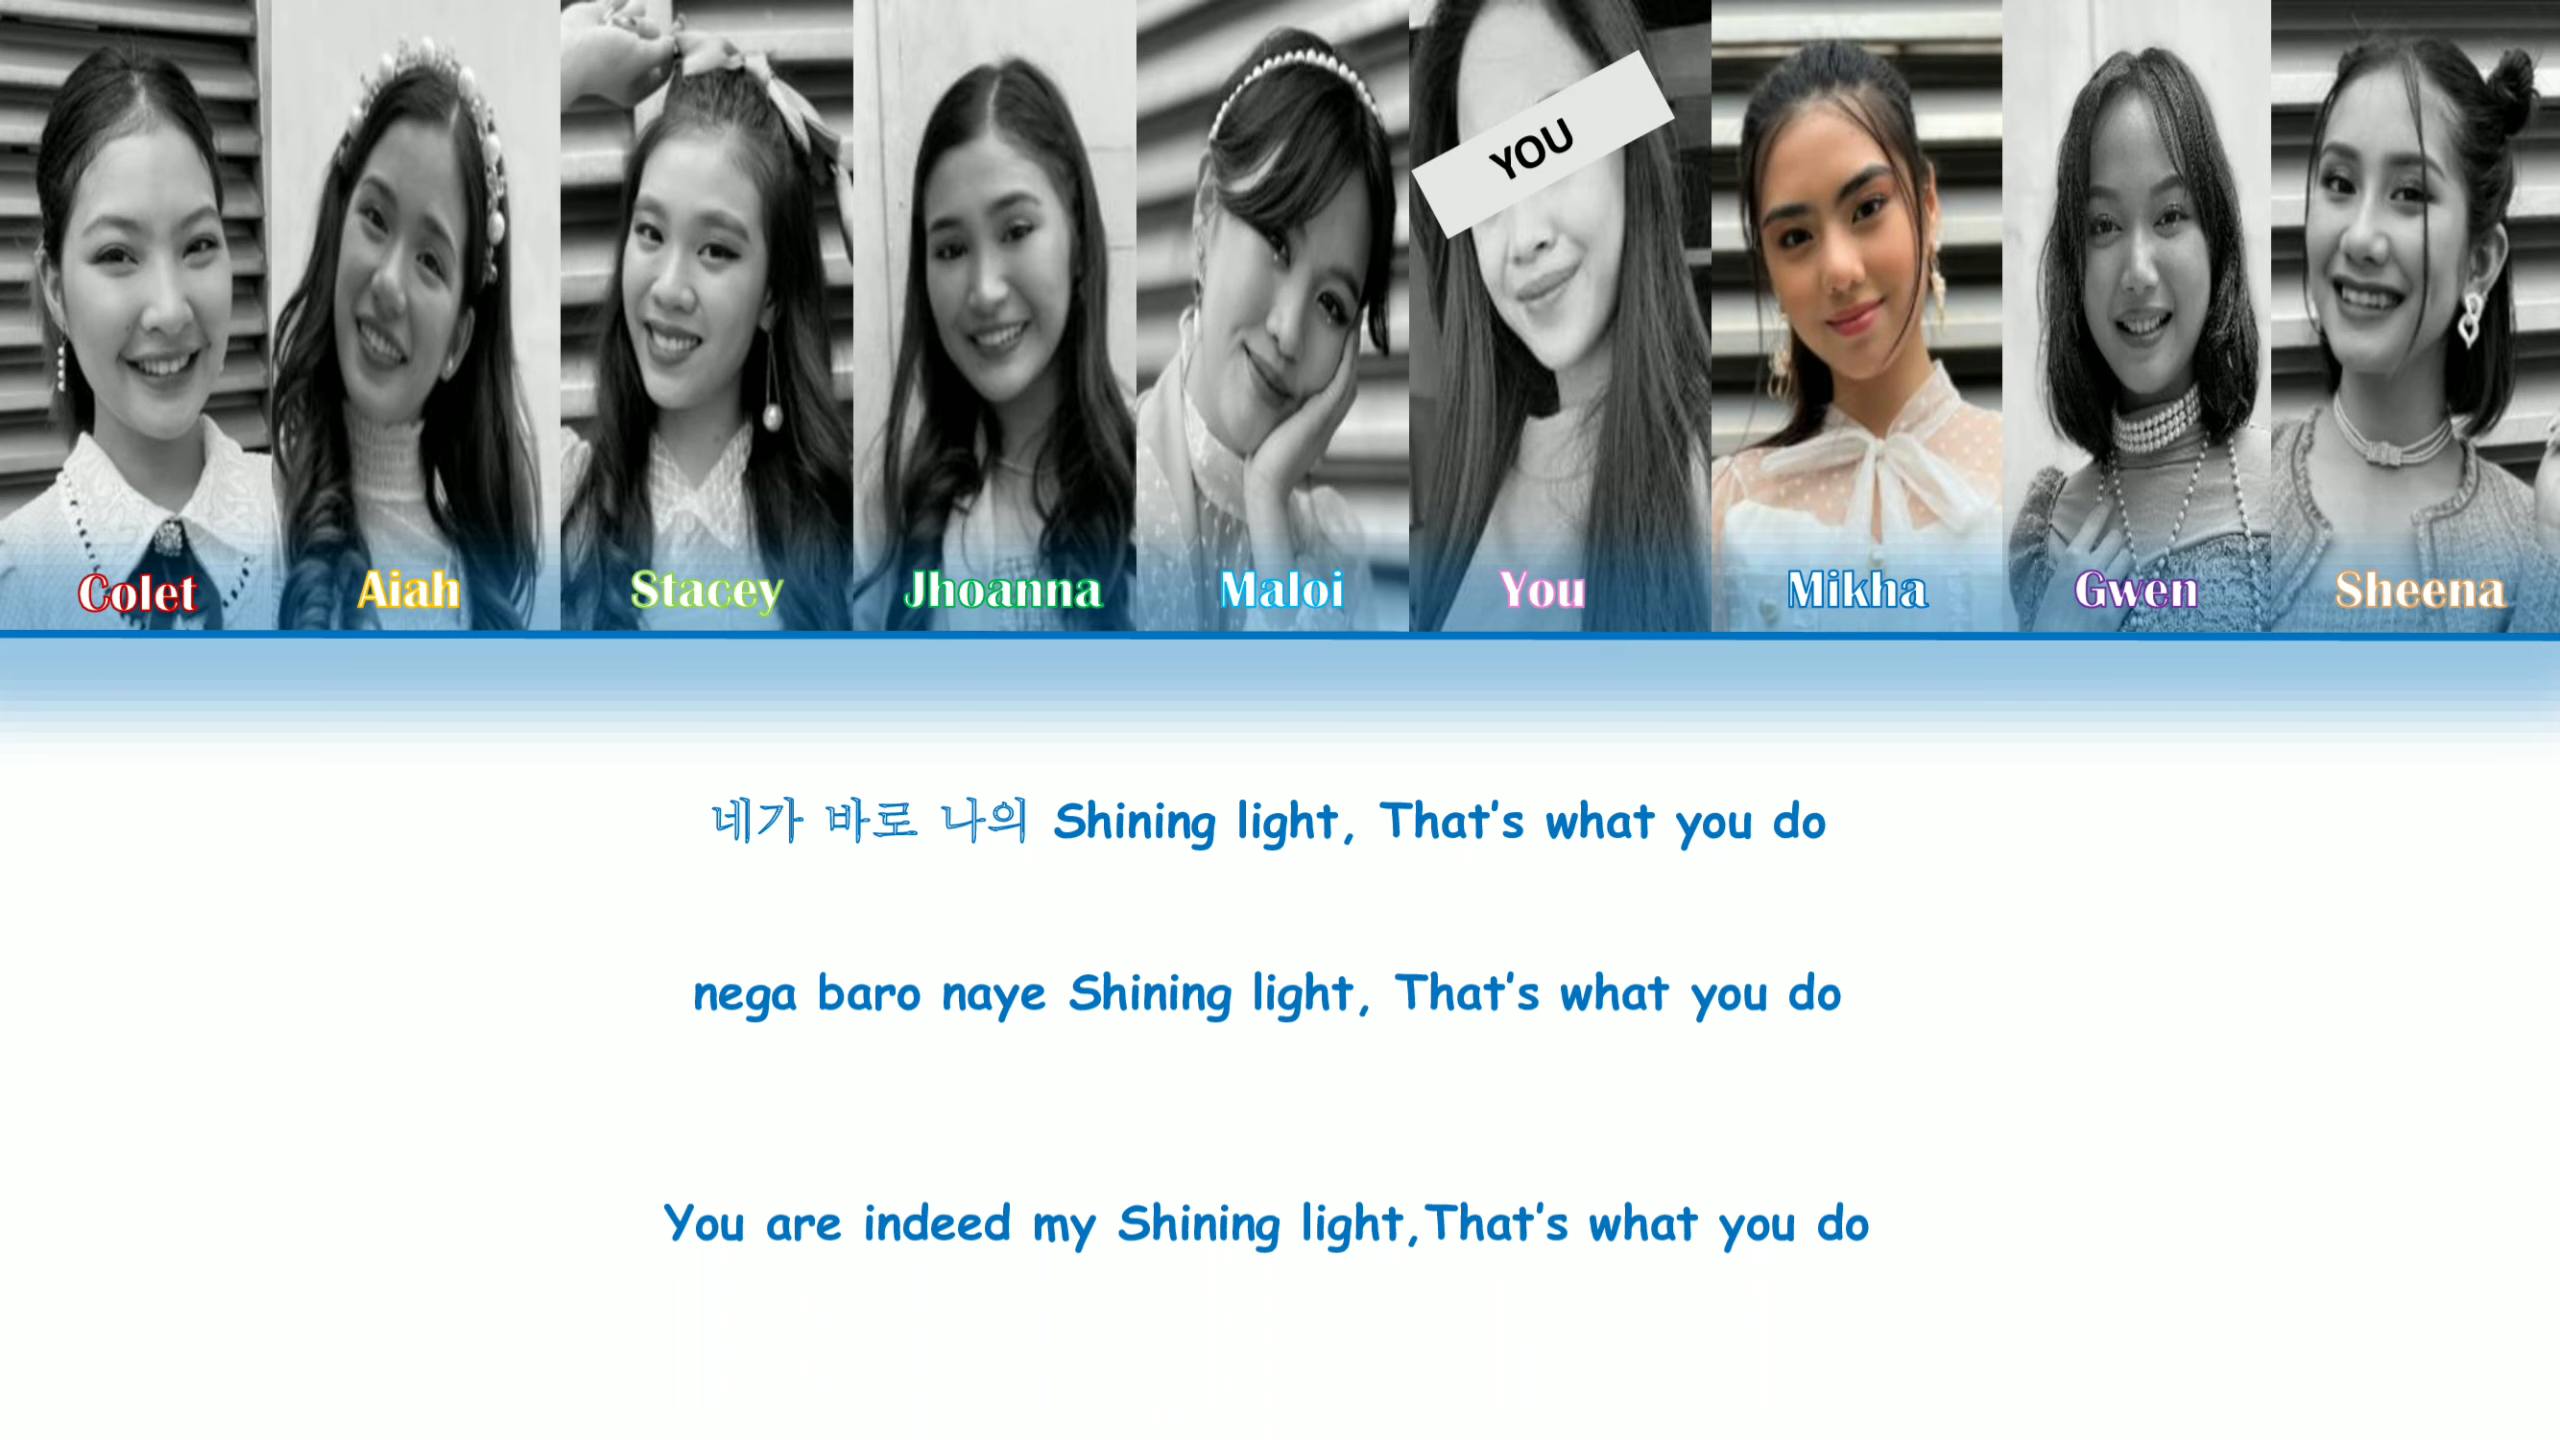 YOU
Colet Aiah Stacey Jhoanna Maloi You Mikha Gwen Sheena
네가 바로 나의 Shining light, That's what you do
nega baro naye Shining light, That's what you do
You are indeed my Shining light,That's what you do